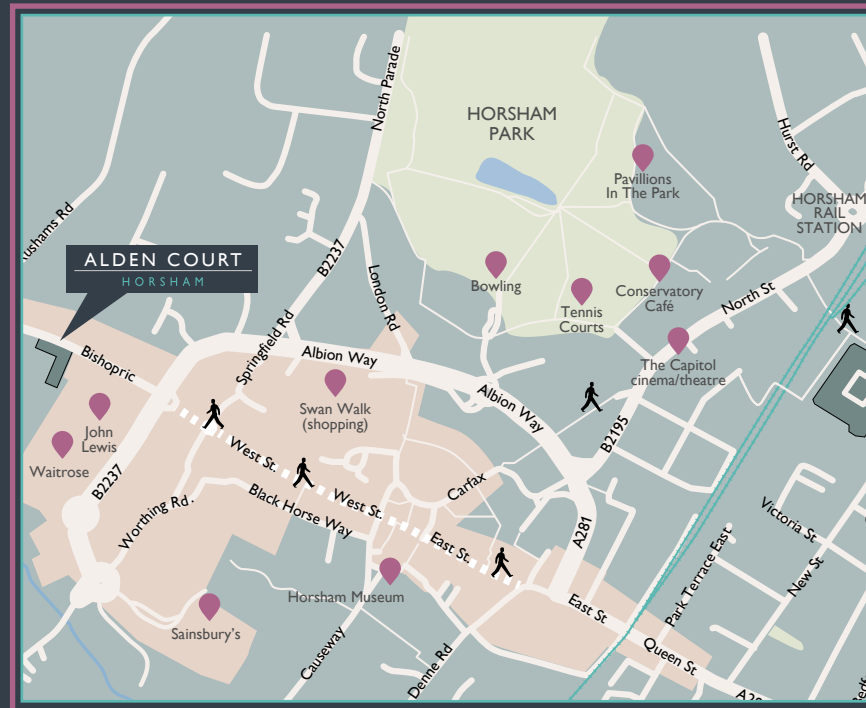 North Parade
HORSHAM
PARK
Hurst Rd
Pavillions
In The Park
HORSHAM
RAIL
STATION
ushams Rd
ALDEN COURT
HORSHAM
B2237
London Rd
Bowling
Tennis
Courts
Conservatory
Café
North St
Springfield Rd
Albion Way
The Capitol
cinema/theatre
Bishopric
Swan Walk
(shopping)
Albion Way
B2195
John
Lewis
Waitrose
B2237
West St.
Worthing Rd.
Black Horse Way
West St.
Carfax
East St.
A281
Victoria St
Park Terrace East
New St
Horsham Museum
East St
Sainsbury's
Causeway
Denne Rd
Queen St
A28